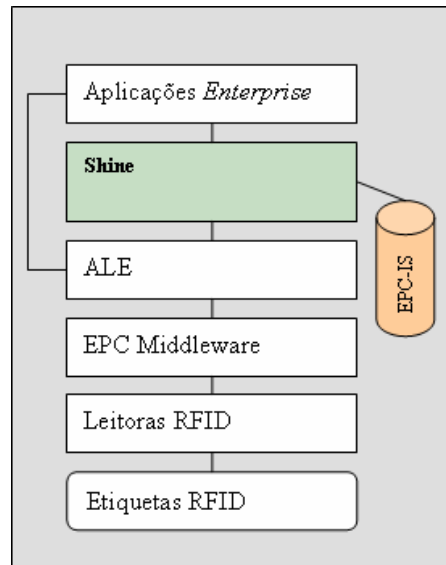 Aplicações Enterprise
Shine
EPC-IS
ALE
EPC Middleware
Leitoras RFID
Etiquetas RFID